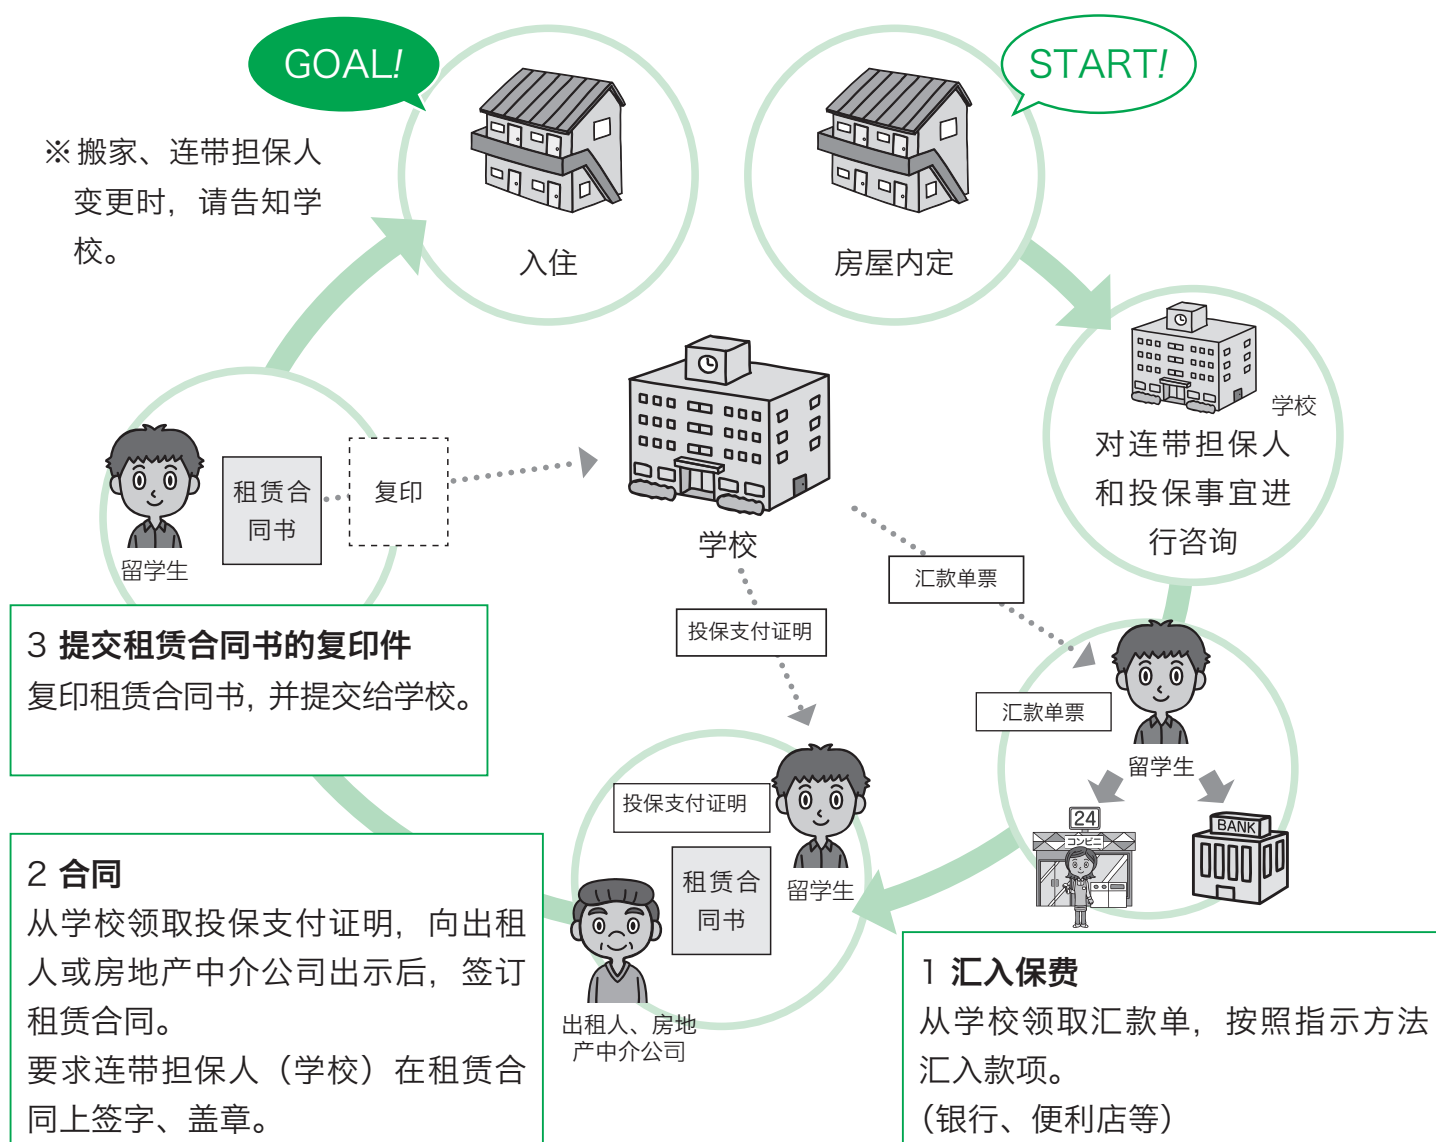 GOAL!
START!
※搬家、连带担保人
变更时，请告知学
校。
入住
房屋内定
学校
对连带担保人
和投保事宜进
行咨询
租赁合
同书
复印
留学生
学校
汇款单票
投保支付证明
3 提交租赁合同书的复印件
复印租赁合同书，并提交给学校。
汇款单票
留学生
24
コンビニ
BANK
投保支付证明
租赁合
同书
留学生
出租人、房地
产中介公司
2 合同
从学校领取投保支付证明，向出租
人或房地产中介公司出示后，签订
租赁合同。
要求连带担保人（学校）在租赁合
同上签字、盖章。
1 汇入保费
从学校领取汇款单，按照指示方法
汇入款项。
（银行、便利店等）